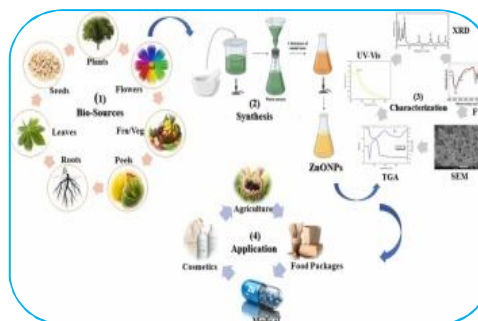 Plants
Seeds
Flowers
(1)
Bio-Sources
Leaves
Fru/Veg
Roots
Peels
(2)
Synthesis
ZnONPs
XRD
UV-Vis
(3)
Characterization
F
TGA
SEM
Agriculture
(4)
Application
Cosmetics
Food Packages